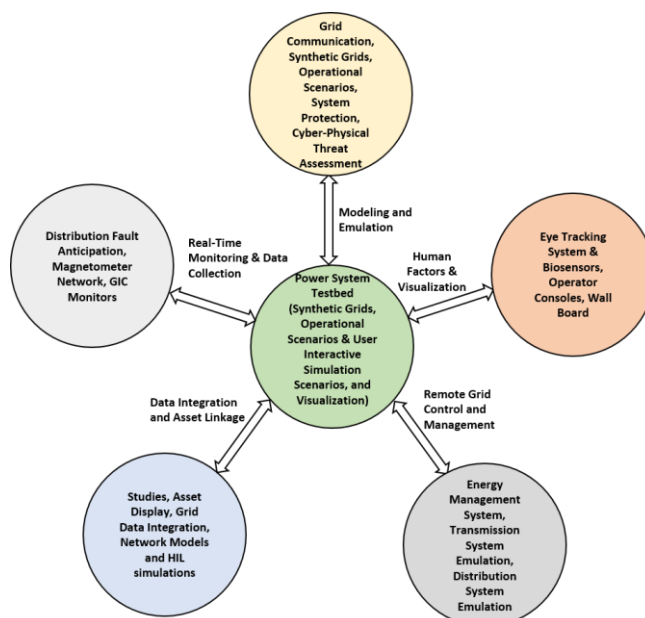 Grid
Communication,
Synthetic Grids,
Operational
Scenarios,
System
Protection,
Cyber-Physical
Threat
Assessment
Modeling and
Emulation
Real-Time
Monitoring & Data
Collection
Distribution Fault
Anticipation,
Magnetometer
Network, GIC
Monitors
Human
Factors &
Visualization
Eye Tracking
System &
Biosensors,
Operator
Consoles, Wall
Board
Power System
Testbed
(Synthetic Grids,
Operational
Scenarios & User
Interactive
Simulation
Scenarios, and
Visualization)
Data Integration
and Asset Linkage
Remote Grid
Control and
Management
Studies, Asset
Display, Grid
Data Integration,
Network Models
and HIL
simulations
Energy
Management
System,
Transmission
System
Emulation,
Distribution
System
Emulation